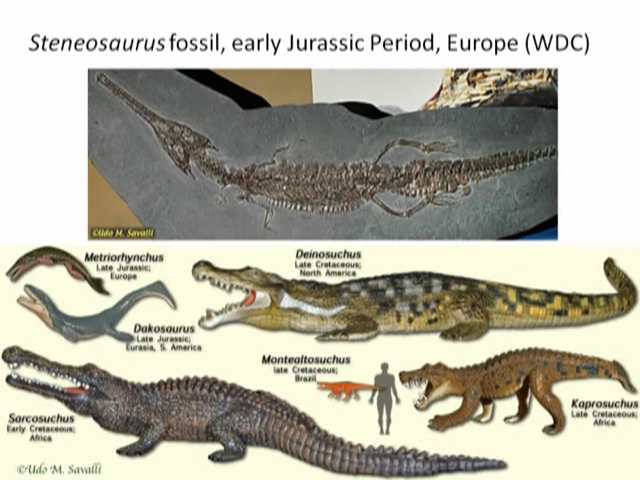 Steneosaurus fossil, early Jurassic Period, Europe (WDC)
©Udo M. Savalli
Metriorhynchus
Late Jurassic;
Europe
Deinosuchus
Late Cretaceous;
North America
Dakosaurus
Late Jurassic;
Eurasia, S. America
Montealtosuchus
late Cretaceous;
Brazil
Kaprosuchus
Late Cretaceous;
Africa
Sarcosuchus
Early Cretaceous;
Africa
©Udo M. Savalli